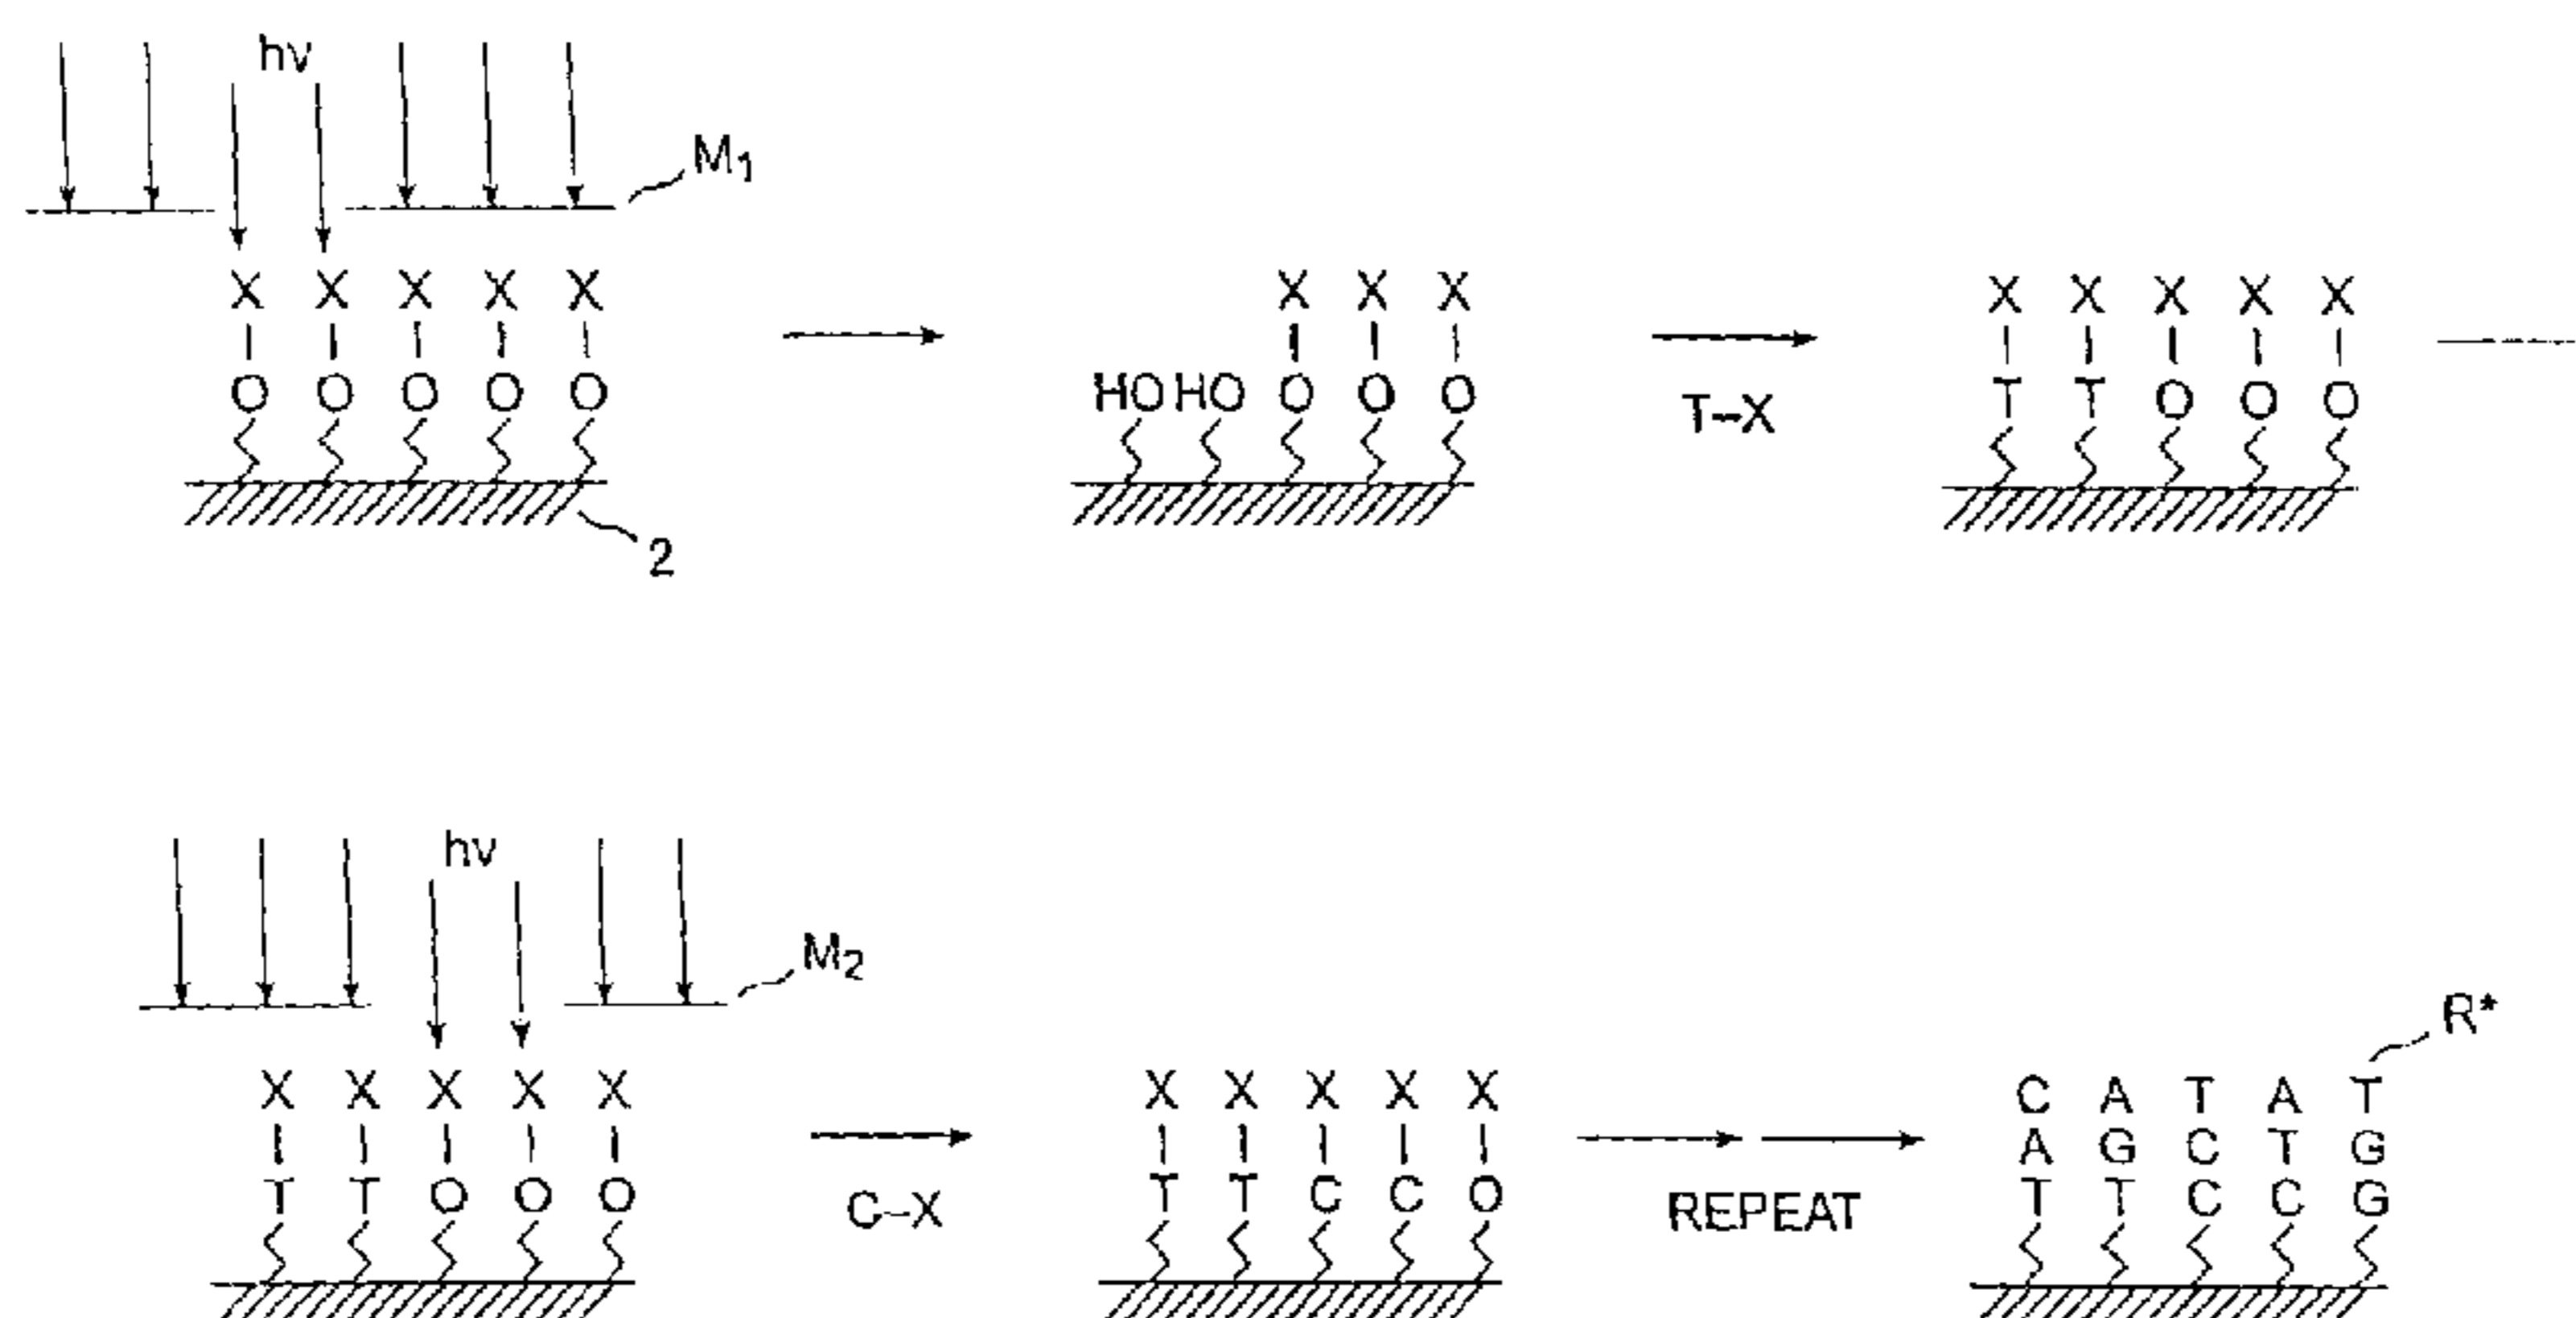 hν
M1
X X X X X
O O O O O
2
X X X
HO HO O O O
T-X
X X X X X
T T O O O
hν
M2
X X X X X
T T O O O
C-X
X X X X X
T T C C O
REPEAT
R*
C A T A T
A G C T G
T T C C G